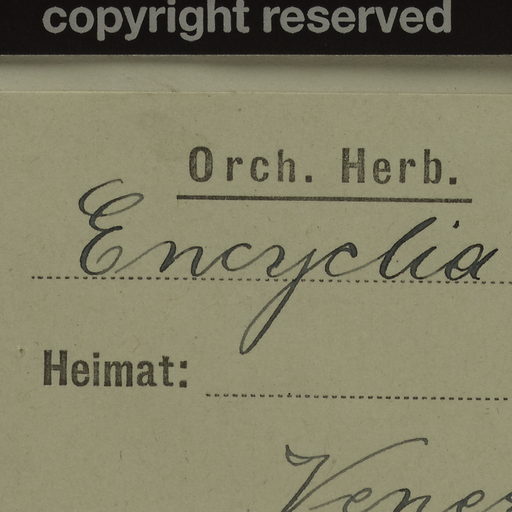 copyright reserved
Orch. Herb.
Encyclia
Heimat: